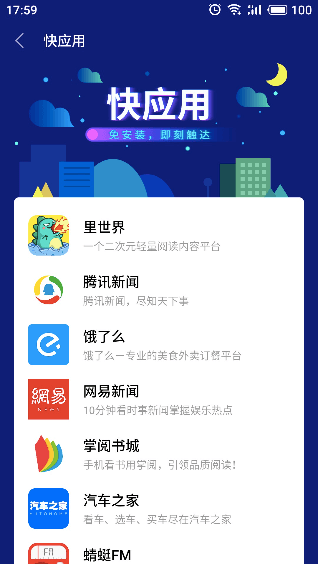 17:59
100
快应用
快应用
免安装，即刻触达
里世界
一个二次元轻量阅读内容平台
腾讯新闻
腾讯新闻，尽知天下事
饿了么
饿了么－专业的美食外卖订餐平台
網易
NEWS
网易新闻
10分钟看时事新闻掌握娱乐热点
掌阅书城
手机看书用掌阅，引领品质阅读！
汽车之家
AUTOHOME
汽车之家
看车、选车、买车尽在汽车之家
蜻蜓FM